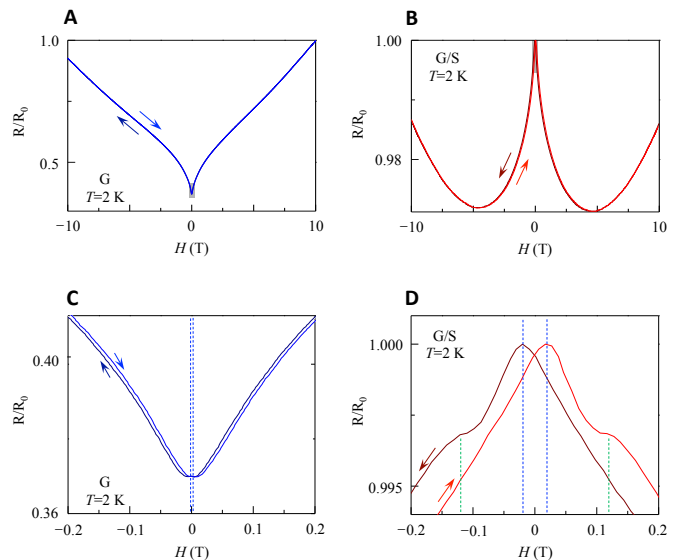 A
1.0
0.5
R/R0
G
T=2 K
−10
0
10
H (T)
B
G/S
T=2 K
1.00
0.98
R/R0
−10
0
10
H (T)
C
0.40
0.36
R/R0
G
T=2 K
−0.2
−0.1
0
0.1
0.2
H (T)
D
G/S
T=2 K
1.000
0.995
R/R0
−0.2
−0.1
0
0.1
0.2
H (T)